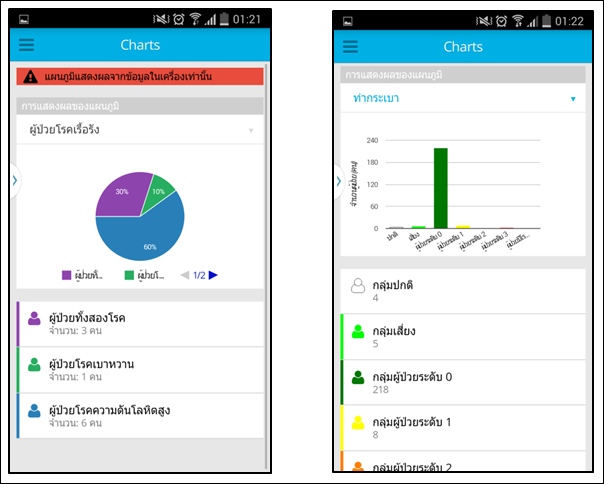 01:21
Charts
แผนภูมิแสดงผลจากข้อมูลในเครื่องเท่านั้น
การแสดงผลของแผนภูมิ
ผู้ป่วยโรคเรื้อรัง
30%
10%
60%
ผู้ป่วยทั้...
ผู้ป่วยโ...
1/2
ผู้ป่วยทั้งสองโรค
จำนวน: 3 คน
ผู้ป่วยโรคเบาหวาน
จำนวน: 1 คน
ผู้ป่วยโรคความดันโลหิตสูง
จำนวน: 6 คน
01:22
Charts
การแสดงผลของแผนภูมิ
ท่ากระเบา
จำนวนผู้ป่วย(คน)
240
180
120
60
0
ปกติ
เสี่ยง
ผู้ป่วยระดับ 0
ผู้ป่วยระดับ 1
ผู้ป่วยระดับ 2
ผู้ป่วยระดับ 3
กลุ่มปกติ
4
กลุ่มเสี่ยง
5
กลุ่มผู้ป่วยระดับ 0
218
กลุ่มผู้ป่วยระดับ 1
8
กลุ่มผู้ป่วยระดับ 2